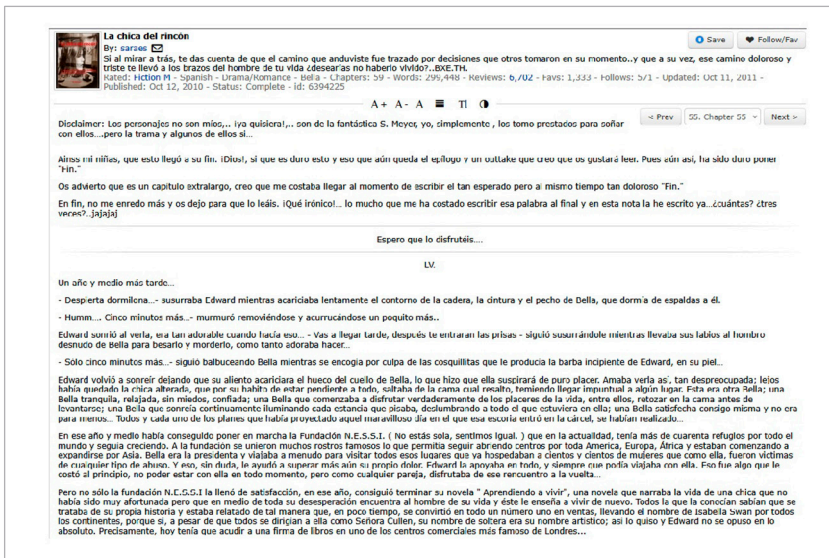 La chica del rincón
By: saraes
Save
Follow/Fav
Si al mirar a trás, te das cuenta de que el camino que anduviste fue trazado por decisiones que otros tomaron en su momento..y que a su vez, ese camino doloroso y
triste te llevó a los brazos del hombre de tu vida ¿desearías no haberlo vivido?..BXE.TH.
Rated: Fiction M - Spanish - Drama/Romance - Bella - Chapters: 59 - Words: 299,448 - Reviews: 6,702 - Favs: 1,333 - Follows: 571 - Updated: Oct 11, 2011 -
Published: Oct 12, 2010 - Status: Complete - id: 6394225
A+ A- A
< Prev 55. Chapter 55 Next >
Disclaimer: Los personajes no son míos,.. ¡ya quisiera!,.. son de la fantástica S. Meyer, yo, simplemente , los tomo prestados para soñar
con ellos...,pero la trama y algunos de ellos si...
Ainss mi niñas, que esto llegó a su fin. ¡Dios!, si que es duro esto y eso que aún queda el epílogo y un outtake que creo que os gustará leer. Pues aún así, ha sido duro poner
"Fin."
Os advierto que es un capitulo extralargo, creo que me costaba llegar al momento de escribir el tan esperado pero al mismo tiempo tan doloroso "Fin."
En fin, no me enredo más y os dejo para que lo leáis. ¡Qué irónico!... lo mucho que me ha costado escribir esa palabra al final y en esta nota la he escrito ya...¿cuántas? ¿tres
veces?..jajajaj
Espero que lo disfrutéis....
LV.
Un año y medio más tarde...
- Despierta dormilona...- susurraba Edward mientras acariciaba lentamente el contorno de la cadera, la cintura y el pecho de Bella, que dormía de espaldas a él.
- Humm.... Cinco minutos más...- murmuró removiéndose y acurrucándose un poquito más..
Edward sonrió al verla, era tan adorable cuando hacía eso... - Vas a llegar tarde, después te entraran las prisas - siguió susurrándole mientras llevaba sus labios al hombro
desnudo de Bella para besarlo y morderlo, como tanto adoraba hacer...
- Sólo cinco minutos más...- siguió balbuceando Bella mientras se encogia por culpa de las cosquillitas que le producia la barba incipiente de Edward, en su piel...
Edward volvió a sonreír dejando que su aliento acariciara el hueco del cuello de Bella, lo que hizo que ella suspirará de puro placer. Amaba verla así, tan despreocupada; lejos
había quedado la chica alterada, que por su habito de estar pendiente a todo, saltaba de la cama cual resalto, temiendo llegar impuntual a algún lugar. Esta era otra Bella; una
Bella tranquila, relajada, sin miedos, confiada; una Bella que comenzaba a disfrutar verdaderamente de los placeres de la vida, entre ellos, retozar en la cama antes de
levantarse; una Bella que sonreía continuamente iluminando cada estancia que pisaba, deslumbrando a todo el que estuviera en ella; una Bella satisfecha consigo misma y no era
para menos... Todos y cada uno de los planes que había proyectado aquel maravilloso día en el que esa escoria entró en la cárcel, se habían realizado...
En ese año y medio había conseguido poner en marcha la Fundación N.E.S.S.I. ( No estás sola, sentimos igual. ) que en la actualidad, tenía más de cuarenta refugios por todo el
mundo y seguia creciendo. A la fundación se unieron muchos rostros famosos lo que permitia seguir abriendo centros por toda America, Europa, África y estaban comenzando a
expandirse por Asia. Bella era la presidenta y viajaba a menudo para visitar todos esos lugares que ya hospedaban a cientos y cientos de mujeres que como ella, fueron victimas
de cualquier tipo de abuso. Y eso, sin duda, le ayudó a superar más aún su propio dolor. Edward la apoyaba en todo, y siempre que podía viajaba con ella. Eso fue algo que le
costó al principio, no poder estar con ella en todo momento, pero como cualquier pareja, disfrutaba de ese rencuentro a la vuelta...
Pero no sólo la fundación N.E.S.S.I la llenó de satisfacción, en ese año, consiguió terminar su novela " Aprendiendo a vivir", una novela que narraba la vida de una chica que no
había sido muy afortunada pero que en medio de toda su desesperación encuentra al hombre de su vida y éste le enseña a vivir de nuevo. Todos la que la conocían sabían que se
trataba de su propia historia y estaba relatado de tal manera que, en poco tiempo, se convirtió en todo un número uno en ventas, llevando el nombre de Isabella Swan por todos
los continentes, porque si, a pesar de que todos se dirigían a ella como Señora Cullen, su nombre de soltera era su nombre artistico; asi lo quiso y Edward no se opuso en lo
absoluto. Precisamente, hoy tenía que acudir a una firma de libros en uno de los centros comerciales más famoso de Londres...